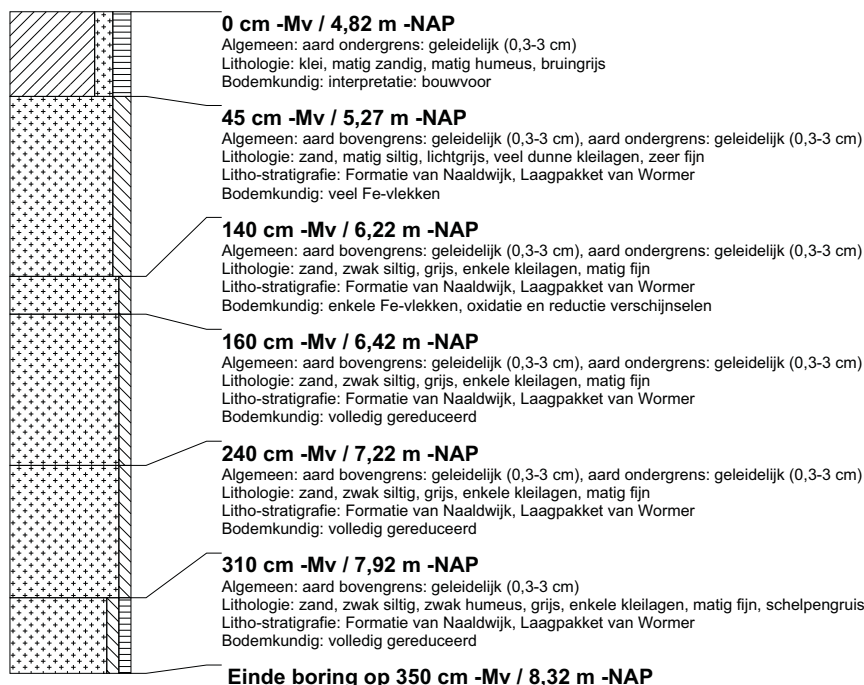 0 cm -Mv / 4,82 m -NAP
Algemeen: aard ondergrens: geleidelijk (0,3-3 cm)
Lithologie: klei, matig zandig, matig humeus, bruingrijs
Bodemkundig: interpretatie: bouwvoor
45 cm -Mv / 5,27 m -NAP
Algemeen: aard bovengrens: geleidelijk (0,3-3 cm), aard ondergrens: geleidelijk (0,3-3 cm)
Lithologie: zand, matig siltig, lichtgrijs, veel dunne kleilagen, zeer fijn
Litho-stratigrafie: Formatie van Naaldwijk, Laagpakket van Wormer
Bodemkundig: veel Fe-vlekken
140 cm -Mv / 6,22 m -NAP
Algemeen: aard bovengrens: geleidelijk (0,3-3 cm), aard ondergrens: geleidelijk (0,3-3 cm)
Lithologie: zand, zwak siltig, grijs, enkele kleilagen, matig fijn
Litho-stratigrafie: Formatie van Naaldwijk, Laagpakket van Wormer
Bodemkundig: enkele Fe-vlekken, oxidatie en reductie verschijnselen
160 cm -Mv / 6,42 m -NAP
Algemeen: aard bovengrens: geleidelijk (0,3-3 cm), aard ondergrens: geleidelijk (0,3-3 cm)
Lithologie: zand, zwak siltig, grijs, enkele kleilagen, matig fijn
Litho-stratigrafie: Formatie van Naaldwijk, Laagpakket van Wormer
Bodemkundig: volledig gereduceerd
240 cm -Mv / 7,22 m -NAP
Algemeen: aard bovengrens: geleidelijk (0,3-3 cm), aard ondergrens: geleidelijk (0,3-3 cm)
Lithologie: zand, zwak siltig, grijs, enkele kleilagen, matig fijn
Litho-stratigrafie: Formatie van Naaldwijk, Laagpakket van Wormer
Bodemkundig: volledig gereduceerd
310 cm -Mv / 7,92 m -NAP
Algemeen: aard bovengrens: geleidelijk (0,3-3 cm)
Lithologie: zand, zwak siltig, zwak humeus, grijs, enkele kleilagen, matig fijn, schelpengruis
Litho-stratigrafie: Formatie van Naaldwijk, Laagpakket van Wormer
Bodemkundig: volledig gereduceerd
Einde boring op 350 cm -Mv / 8,32 m -NAP